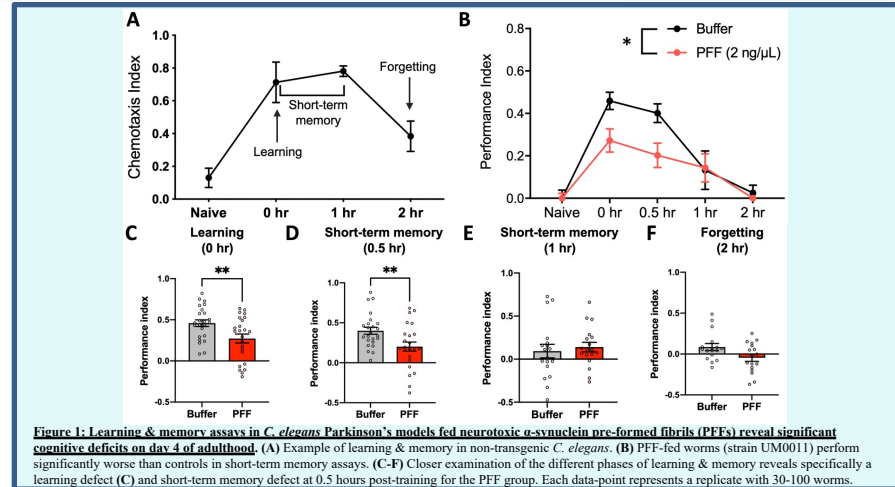 A
B
Chemotaxis Index
1.0
0.8
0.6
0.4
0.2
0.0
Learning
Short-term
memory
Forgetting
Naive 0 hr 1 hr 2 hr
Performance Index
0.8
0.6
0.4
0.2
0.0
*
Buffer
PFF (2 ng/µL)
Naive 0 hr 0.5 hr 1 hr 2 hr
C
Learning
(0 hr)
**
Performance index
1.0
0.5
0.0
-0.5
Buffer PFF
D
Short-term memory
(0.5 hr)
**
Performance index
1.0
0.5
0.0
-0.5
Buffer PFF
E
Short-term memory
(1 hr)
Performance index
1.0
0.5
0.0
-0.5
Buffer PFF
F
Forgetting
(2 hr)
Performance index
1.0
0.5
0.0
-0.5
Buffer PFF
Figure 1: Learning & memory assays in C. elegans Parkinson's models fed neurotoxic α-synuclein pre-formed fibrils (PFFs) reveal significant
cognitive deficits on day 4 of adulthood. (A) Example of learning & memory in non-transgenic C. elegans. (B) PFF-fed worms (strain UM0011) perform
significantly worse than controls in short-term memory assays. (C-F) Closer examination of the different phases of learning & memory reveals specifically a
learning defect (C) and short-term memory defect at 0.5 hours post-training for the PFF group. Each data-point represents a replicate with 30-100 worms.